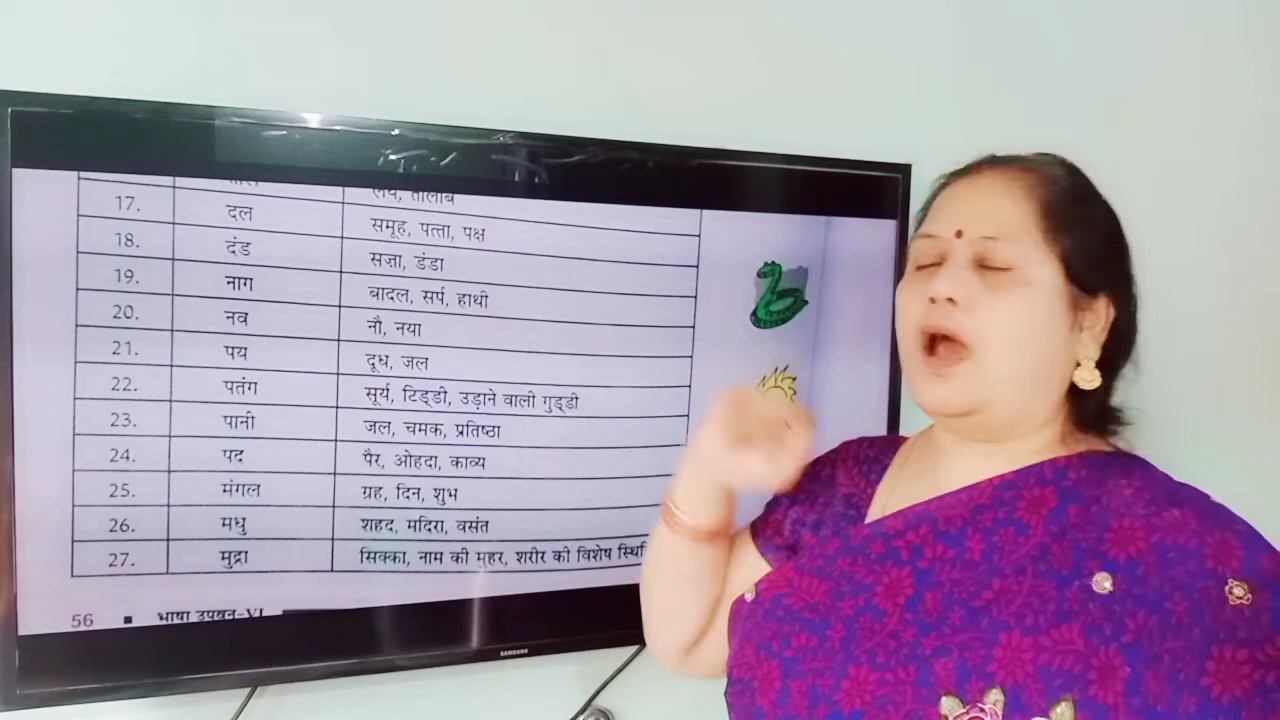 लय, तालाब
17. दल समूह, पत्ता, पक्ष
18. दंड सज़ा, डंडा
19. नाग बादल, सर्प, हाथी
20. नव नौ, नया
21. पय दूध, जल
22. पतंग सूर्य, टिड्डी, उड़ाने वाली गुड्डी
23. पानी जल, चमक, प्रतिष्ठा
24. पद पैर, ओहदा, काव्य
25. मंगल ग्रह, दिन, शुभ
26. मधु शहद, मदिरा, वसंत
27. मुद्रा सिक्का, नाम की मुहर, शरीर की विशेष
56 ■ भाषा उपवन-VI
SAMSUNG